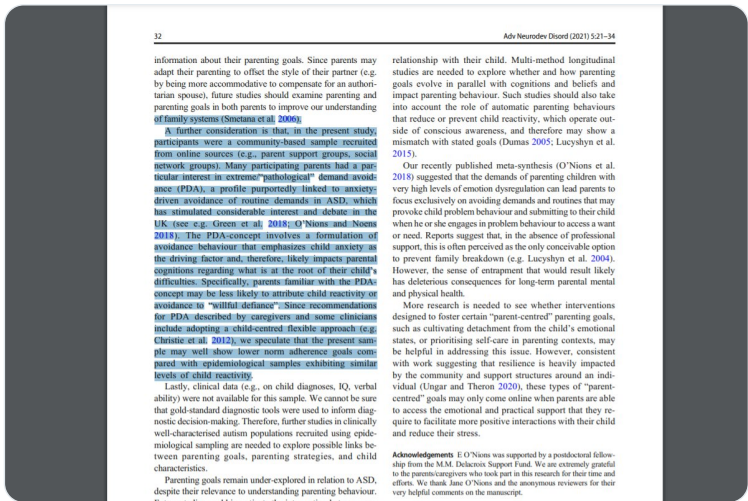 32
Adv Neurodev Disord (2021) 5:21–34
information about their parenting goals. Since parents may
adapt their parenting to offset the style of their partner (e.g.
by being more accommodative to compensate for an authori-
tarian spouse), future studies should examine parenting and
parenting goals in both parents to improve our understanding
of family systems (Smetana et al. 2006).
A further consideration is that, in the present study,
participants were a community-based sample recruited
from online sources (e.g., parent support groups, social
network groups). Many participating parents had a par-
ticular interest in extreme/“pathological” demand avoid-
ance (PDA), a profile purportedly linked to anxiety-
driven avoidance of routine demands in ASD, which
has stimulated considerable interest and debate in the
UK (see e.g. Green et al. 2018; O’Nions and Noens
2018). The PDA-concept involves a formulation of
avoidance behaviour that emphasizes child anxiety as
the driving factor and, therefore, likely impacts parental
cognitions regarding what is at the root of their child’s
difficulties. Specifically, parents familiar with the PDA-
concept may be less likely to attribute child reactivity or
avoidance to “willful defiance”. Since recommendations
for PDA described by caregivers and some clinicians
include adopting a child-centred flexible approach (e.g.
Christie et al. 2012), we speculate that the present sam-
ple may well show lower norm adherence goals com-
pared with epidemiological samples exhibiting similar
levels of child reactivity.
Lastly, clinical data (e.g., on child diagnoses, IQ, verbal
ability) were not available for this sample. We cannot be sure
that gold-standard diagnostic tools were used to inform diag-
nostic decision-making. Therefore, further studies in clinically
well-characterised autism populations recruited using epide-
miological sampling are needed to explore possible links be-
tween parenting goals, parenting strategies, and child
characteristics.
Parenting goals remain under-explored in relation to ASD,
despite their relevance to understanding parenting behaviour.
relationship with their child. Multi-method longitudinal
studies are needed to explore whether and how parenting
goals evolve in parallel with cognitions and beliefs and
impact parenting behaviour. Such studies should also take
into account the role of automatic parenting behaviours
that reduce or prevent child reactivity, which operate out-
side of conscious awareness, and therefore may show a
mismatch with stated goals (Dumas 2005; Lucyshyn et al.
2015).
Our recently published meta-synthesis (O’Nions et al.
2018) suggested that the demands of parenting children with
very high levels of emotion dysregulation can lead parents to
focus exclusively on avoiding demands and routines that may
provoke child problem behaviour and submitting to their child
when he or she engages in problem behaviour to access a want
or need. Reports suggest that, in the absence of professional
support, this is often perceived as the only conceivable option
to prevent family breakdown (e.g. Lucyshyn et al. 2004).
However, the sense of entrapment that would result likely
has deleterious consequences for long-term parental mental
and physical health.
More research is needed to see whether interventions
designed to foster certain “parent-centred” parenting goals,
such as cultivating detachment from the child’s emotional
states, or prioritising self-care in parenting contexts, may
be helpful in addressing this issue. However, consistent
with work suggesting that resilience is heavily impacted
by the community and support structures around an indi-
vidual (Ungar and Theron 2020), these types of “parent-
centred” goals may only come online when parents are able
to access the emotional and practical support that they re-
quire to facilitate more positive interactions with their child
and reduce their stress.
Acknowledgements E O’Nions was supported by a postdoctoral fellow-
ship from the M.M. Delacroix Support Fund. We are extremely grateful
to the parents/caregivers who took part in this research for their time and
efforts. We thank Jane O’Nions and the anonymous reviewers for their
very helpful comments on the manuscript.